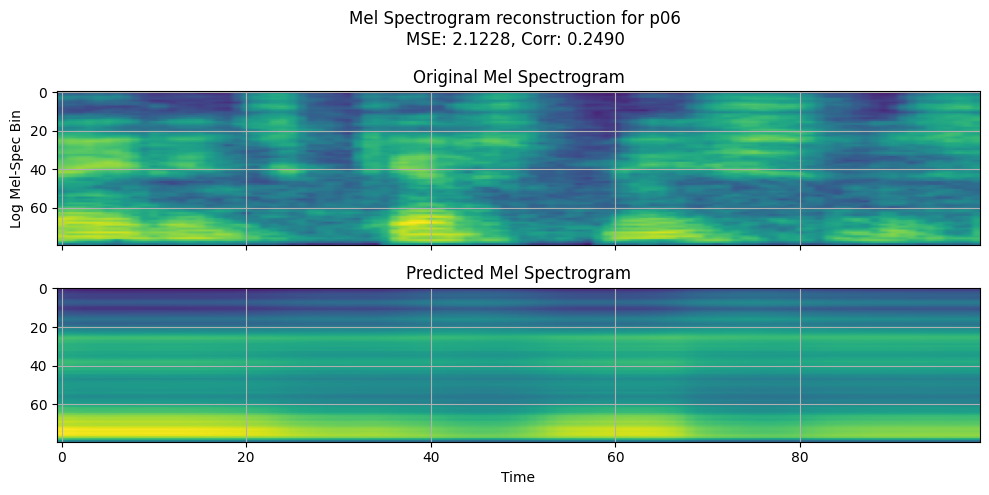 Mel Spectrogram reconstruction for p06
MSE: 2.1228, Corr: 0.2490
Original Mel Spectrogram
0
20
40
60
Log Mel-Spec Bin
Predicted Mel Spectrogram
0
20
40
60
0 20 40 60 80
Time